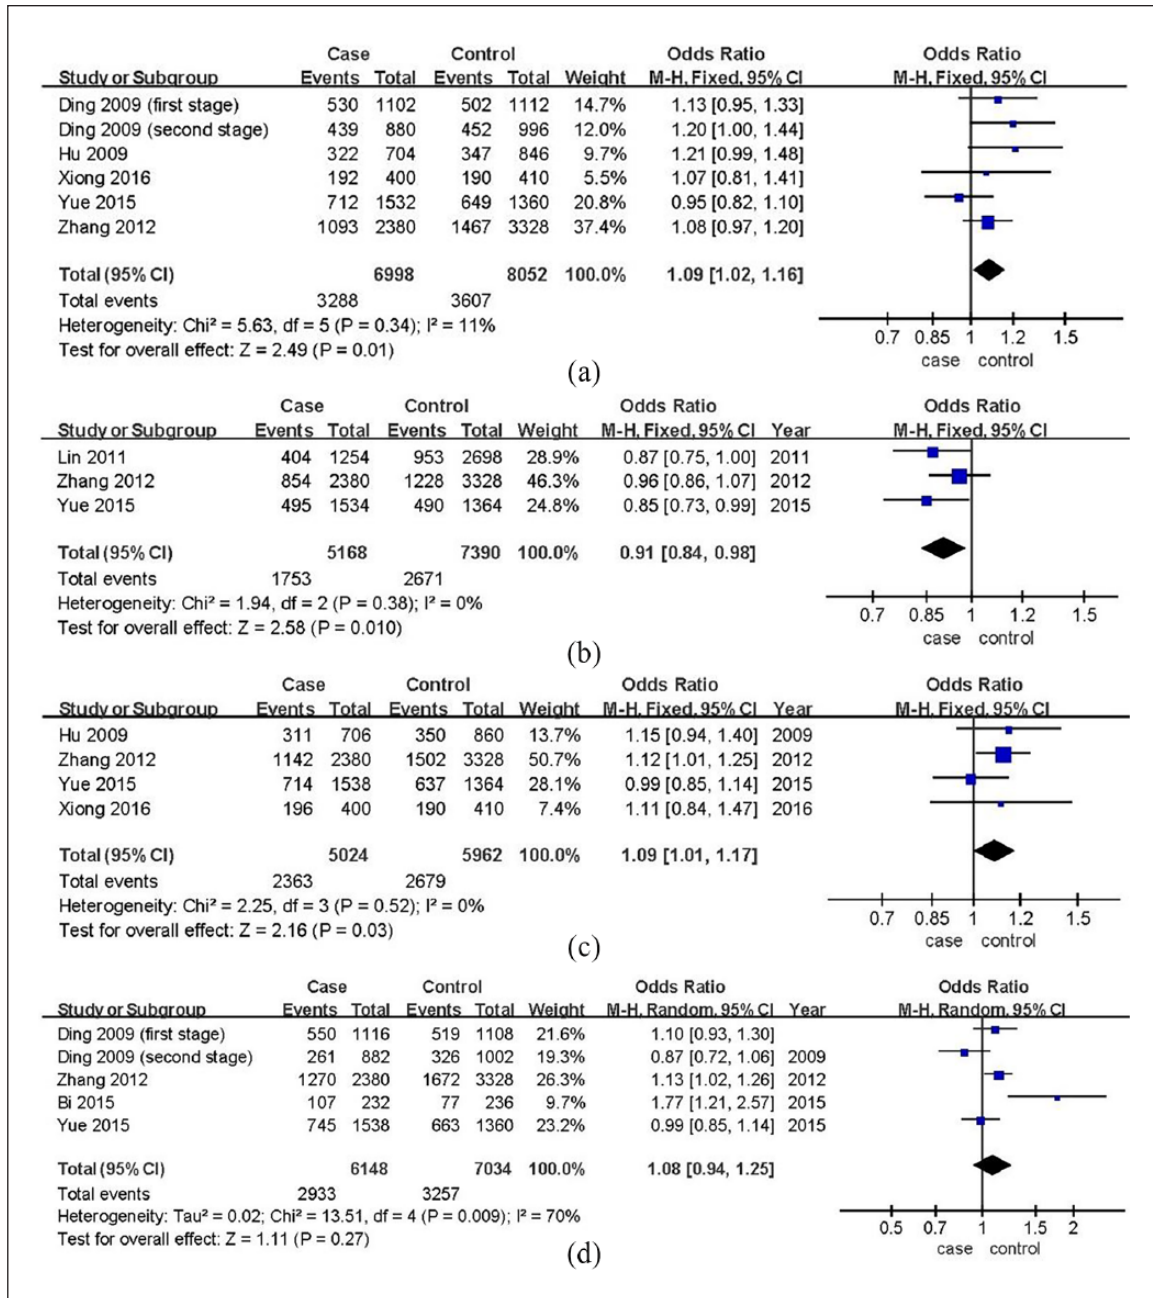 Case Control Odds Ratio Odds Ratio
Study or Subgroup Events Total Events Total Weight M-H, Fixed, 95% CI M-H, Fixed, 95% CI
Ding 2009 (first stage) 530 1102 502 1112 14.7% 1.13 [0.95, 1.33]
Ding 2009 (second stage) 439 880 452 996 12.0% 1.20 [1.00, 1.44]
Hu 2009 322 704 347 846 9.7% 1.21 [0.99, 1.48]
Xiong 2016 192 400 190 410 5.5% 1.07 [0.81, 1.41]
Yue 2015 712 1532 649 1360 20.8% 0.95 [0.82, 1.10]
Zhang 2012 1093 2380 1467 3328 37.4% 1.08 [0.97, 1.20]
Total (95% CI) 6998 8052 100.0% 1.09 [1.02, 1.16]
Total events 3288 3607
Heterogeneity: Chi² = 5.63, df = 5 (P = 0.34); I² = 11%
Test for overall effect: Z = 2.49 (P = 0.01)
0.7 0.85 1 1.2 1.5
case control
(a)
Case Control Odds Ratio Odds Ratio
Study or Subgroup Events Total Events Total Weight M-H, Fixed, 95% CI Year M-H, Fixed, 95% CI
Lin 2011 404 1254 953 2698 28.9% 0.87 [0.75, 1.00] 2011
Zhang 2012 854 2380 1228 3328 46.3% 0.96 [0.86, 1.07] 2012
Yue 2015 495 1534 490 1364 24.8% 0.85 [0.73, 0.99] 2015
Total (95% CI) 5168 7390 100.0% 0.91 [0.84, 0.98]
Total events 1753 2671
Heterogeneity: Chi² = 1.94, df = 2 (P = 0.38); I² = 0%
Test for overall effect: Z = 2.58 (P = 0.010)
0.7 0.85 1 1.2 1.5
case control
(b)
Case Control Odds Ratio Odds Ratio
Study or Subgroup Events Total Events Total Weight M-H, Fixed, 95% CI Year M-H, Fixed, 95% CI
Hu 2009 311 706 350 860 13.7% 1.15 [0.94, 1.40] 2009
Zhang 2012 1142 2380 1502 3328 50.7% 1.12 [1.01, 1.25] 2012
Yue 2015 714 1538 637 1364 28.1% 0.99 [0.85, 1.14] 2015
Xiong 2016 196 400 190 410 7.4% 1.11 [0.84, 1.47] 2016
Total (95% CI) 5024 5962 100.0% 1.09 [1.01, 1.17]
Total events 2363 2679
Heterogeneity: Chi² = 2.25, df = 3 (P = 0.52); I² = 0%
Test for overall effect: Z = 2.16 (P = 0.03)
0.7 0.85 1 1.2 1.5
case control
(c)
Case Control Odds Ratio Odds Ratio
Study or Subgroup Events Total Events Total Weight M-H, Random, 95% CI Year M-H, Random, 95% CI
Ding 2009 (first stage) 550 1116 519 1108 21.6% 1.10 [0.93, 1.30]
Ding 2009 (second stage) 261 882 326 1002 19.3% 0.87 [0.72, 1.06] 2009
Zhang 2012 1270 2380 1672 3328 26.3% 1.13 [1.02, 1.26] 2012
Bi 2015 107 232 77 236 9.7% 1.77 [1.21, 2.57] 2015
Yue 2015 745 1538 663 1360 23.2% 0.99 [0.85, 1.14] 2015
Total (95% CI) 6148 7034 100.0% 1.08 [0.94, 1.25]
Total events 2933 3257
Heterogeneity: Tau² = 0.02; Chi² = 13.51, df = 4 (P = 0.009); I² = 70%
Test for overall effect: Z = 1.11 (P = 0.27)
0.5 0.7 1 1.5 2
case control
(d)